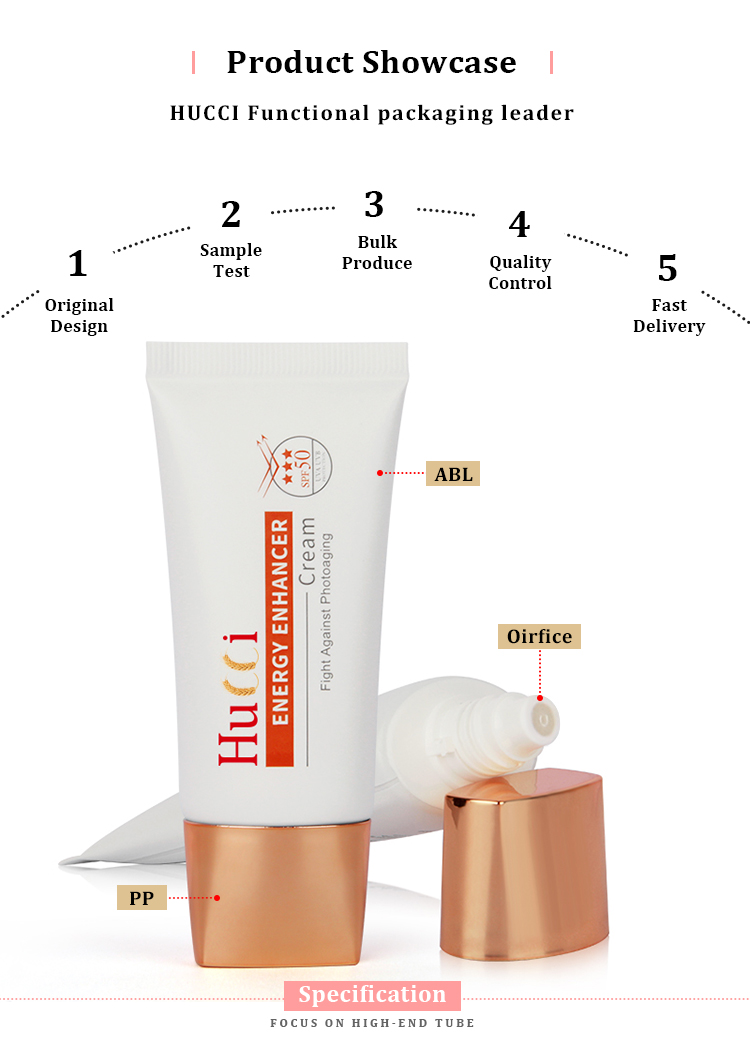 Product Showcase
HUCCI Functional packaging leader
1
Original
Design
2
Sample
Test
3
Bulk
Produce
4
Quality
Control
5
Fast
Delivery
ABL
SPF50
UVA UVB
Hucci
ENERGY ENHANCER
Cream
Fight Against Photoaging
Oirfice
PP
Specification
FOCUS ON HIGH-END TUBE